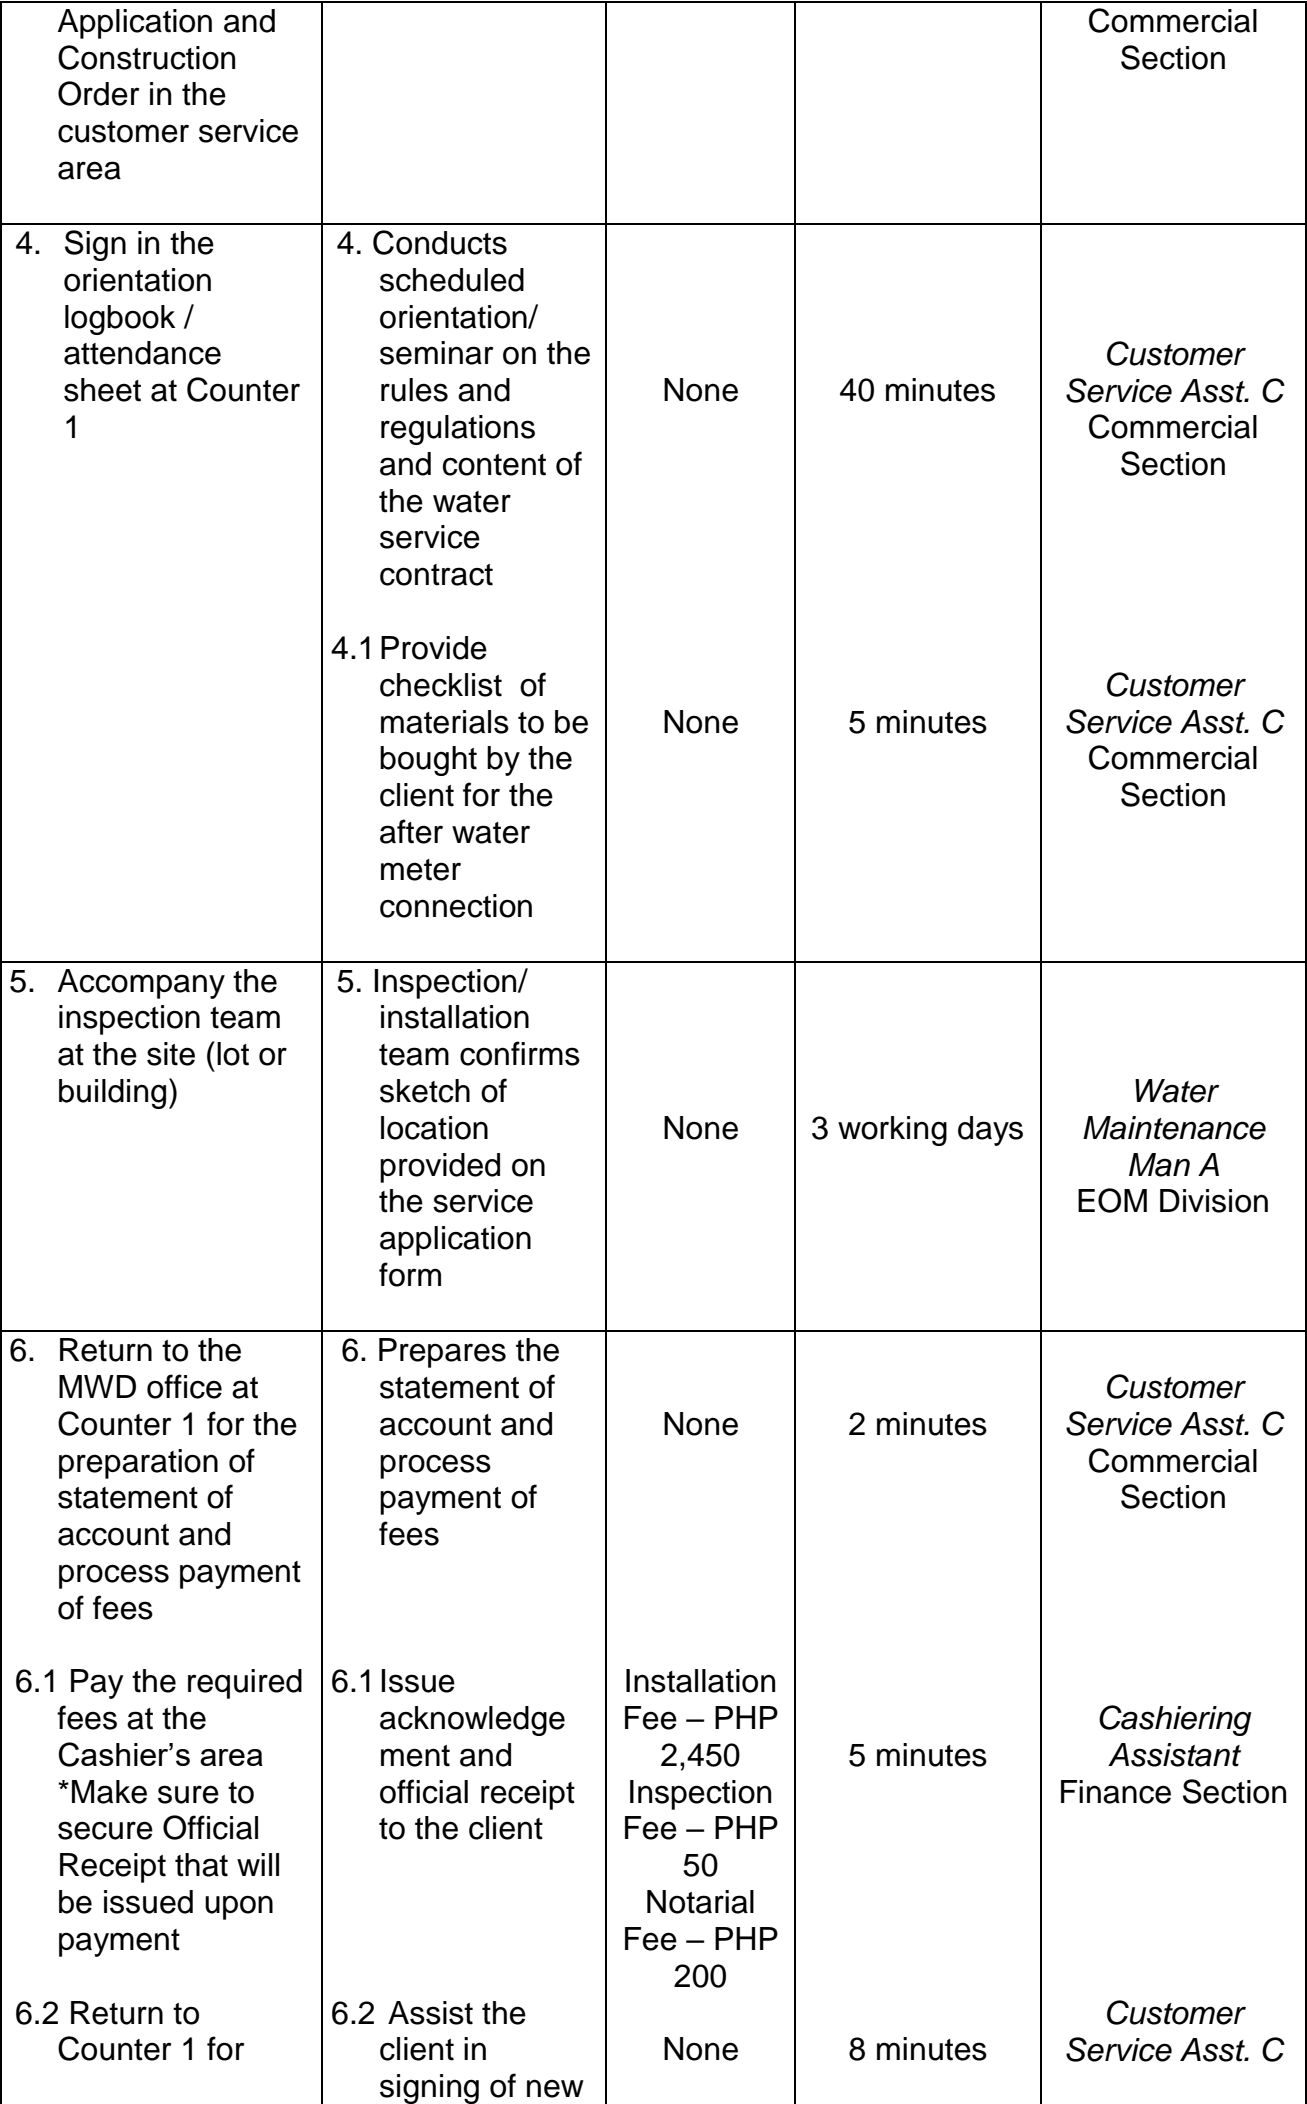 Application and
Construction
Order in the
customer service
area
Commercial
Section
4. Sign in the
orientation
logbook /
attendance
sheet at Counter
1
4. Conducts
scheduled
orientation/
seminar on the
rules and
regulations
and content of
the water
service
contract
None
40 minutes
Customer
Service Asst. C
Commercial
Section
4.1 Provide
checklist of
materials to be
bought by the
client for the
after water
meter
connection
None
5 minutes
Customer
Service Asst. C
Commercial
Section
5. Accompany the
inspection team
at the site (lot or
building)
5. Inspection/
installation
team confirms
sketch of
location
provided on
the service
application
form
None
3 working days
Water
Maintenance
Man A
EOM Division
6. Return to the
MWD office at
Counter 1 for the
preparation of
statement of
account and
process payment
of fees
6. Prepares the
statement of
account and
process
payment of
fees
None
2 minutes
Customer
Service Asst. C
Commercial
Section
6.1 Pay the required
fees at the
Cashier’s area
*Make sure to
secure Official
Receipt that will
be issued upon
payment
6.1 Issue
acknowledge
ment and
official receipt
to the client
Installation
Fee – PHP
2,450
Inspection
Fee – PHP
50
Notarial
Fee – PHP
200
5 minutes
Cashiering
Assistant
Finance Section
6.2 Return to
Counter 1 for
6.2 Assist the
client in
signing of new
None
8 minutes
Customer
Service Asst. C